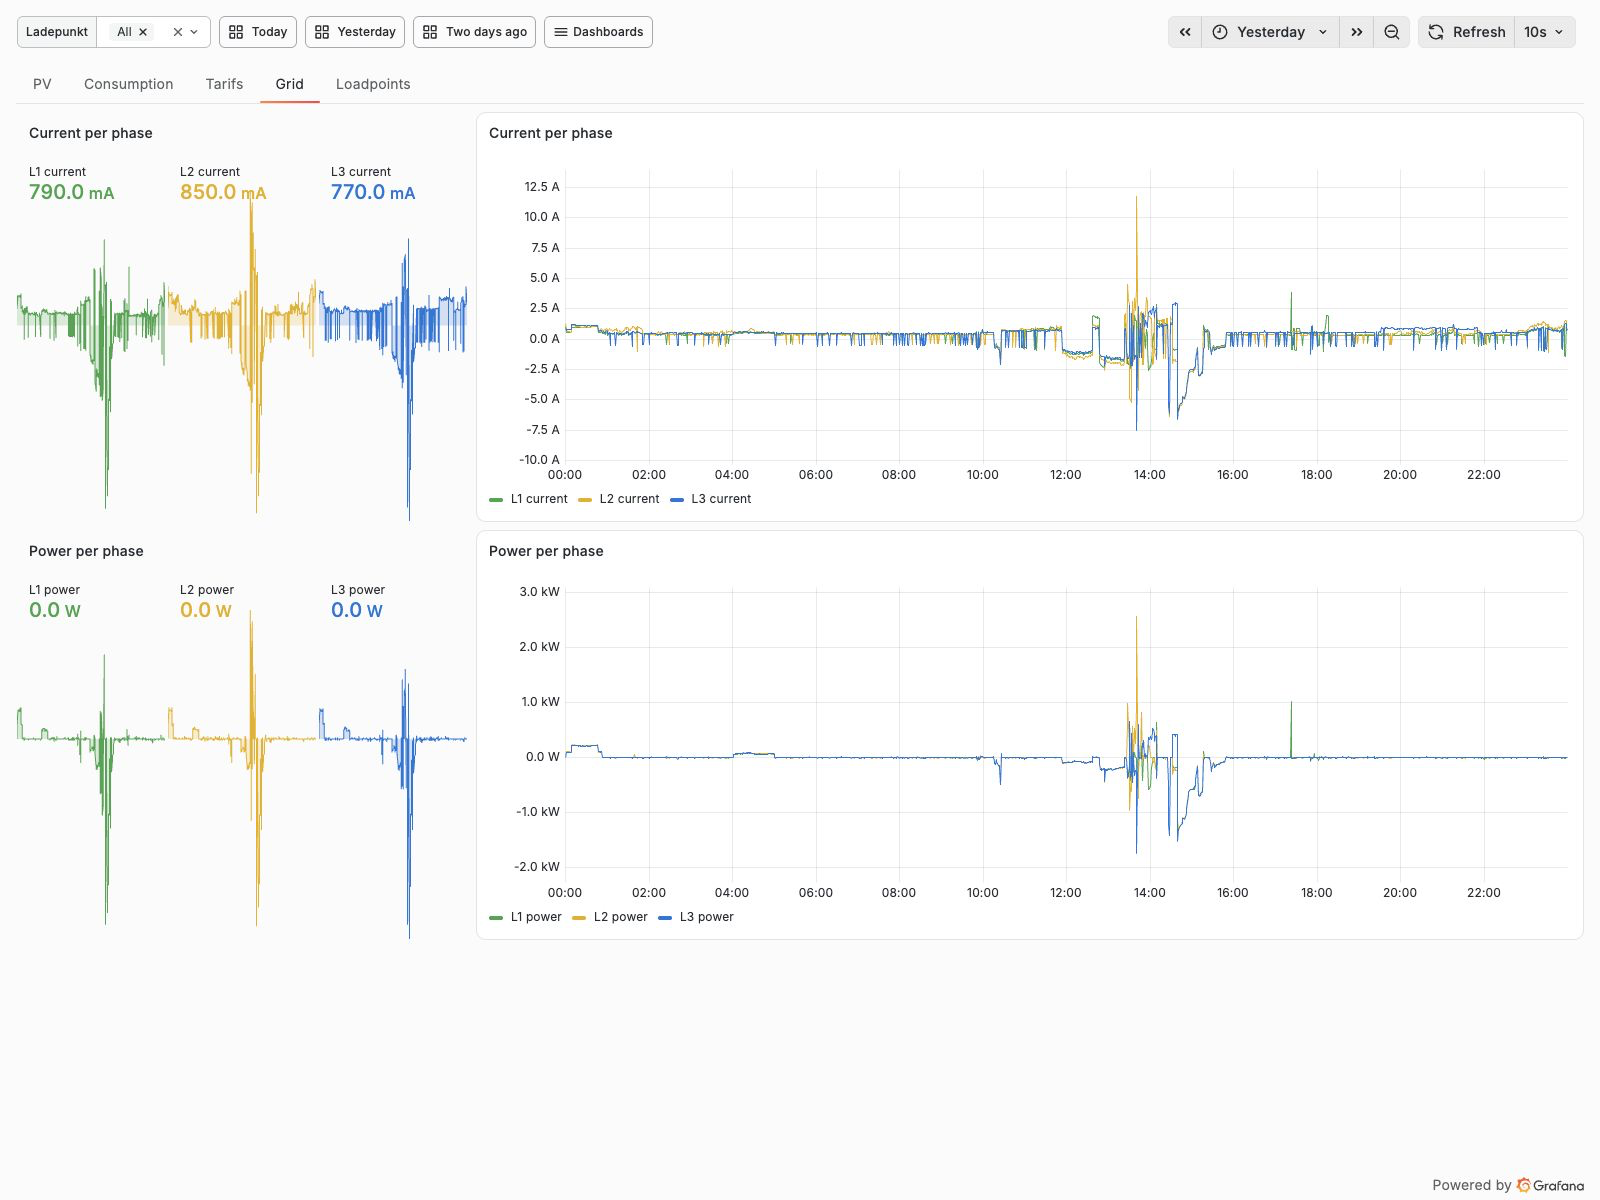 Ladepunkt All Today Yesterday Two days ago Dashboards Yesterday Refresh 10s
PV Consumption Tarifs Grid Loadpoints
Current per phase
L1 current L2 current L3 current
790.0 mA 850.0 mA 770.0 mA
Current per phase
12.5 A
10.0 A
7.5 A
5.0 A
2.5 A
0.0 A
-2.5 A
-5.0 A
-7.5 A
-10.0 A
00:00 02:00 04:00 06:00 08:00 10:00 12:00 14:00 16:00 18:00 20:00 22:00
L1 current L2 current L3 current
Power per phase
L1 power L2 power L3 power
0.0 W 0.0 W 0.0 W
Power per phase
3.0 kW
2.0 kW
1.0 kW
0.0 W
-1.0 kW
-2.0 kW
00:00 02:00 04:00 06:00 08:00 10:00 12:00 14:00 16:00 18:00 20:00 22:00
L1 power L2 power L3 power
Powered by Grafana